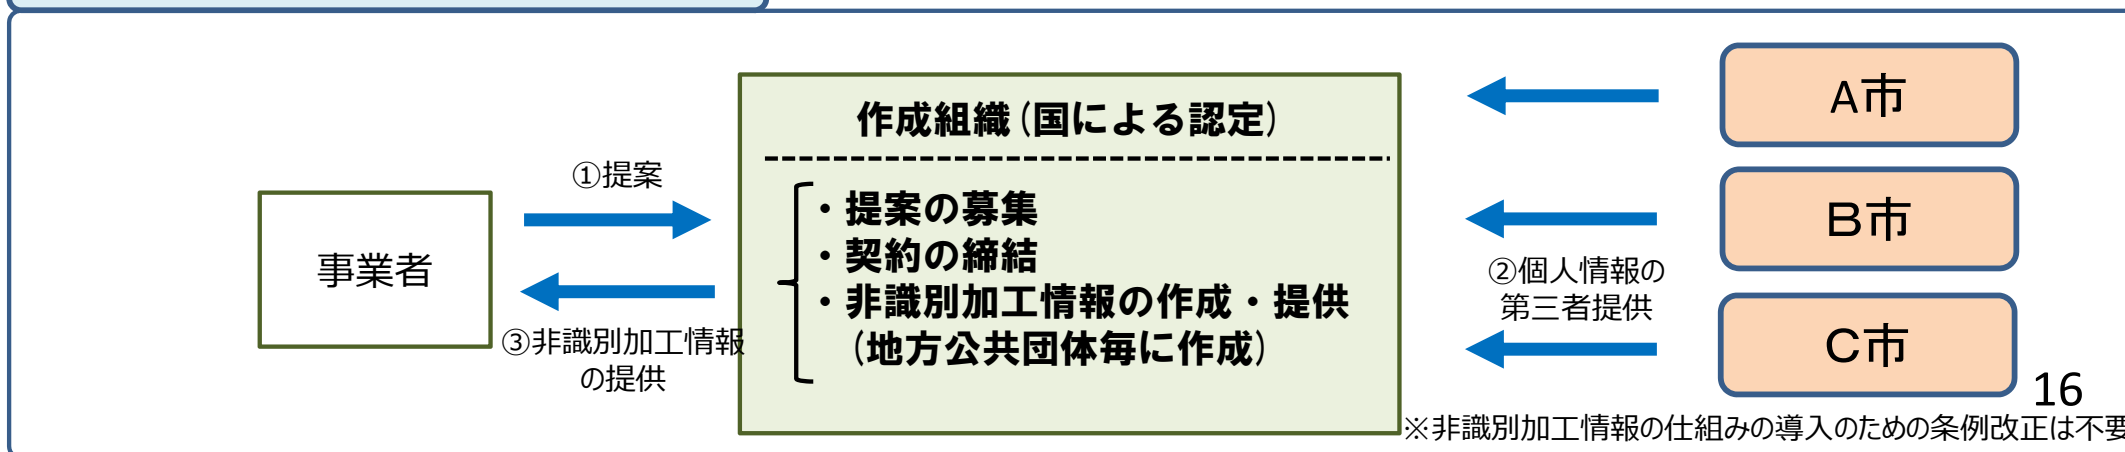 事業者
①提案
③非識別加工情報
の提供
作成組織(国による認定)
・提案の募集
・契約の締結
・非識別加工情報の作成・提供
(地方公共団体毎に作成)
②個人情報の
第三者提供
A市
B市
C市
16
※非識別加工情報の仕組みの導入のための条例改正は不要